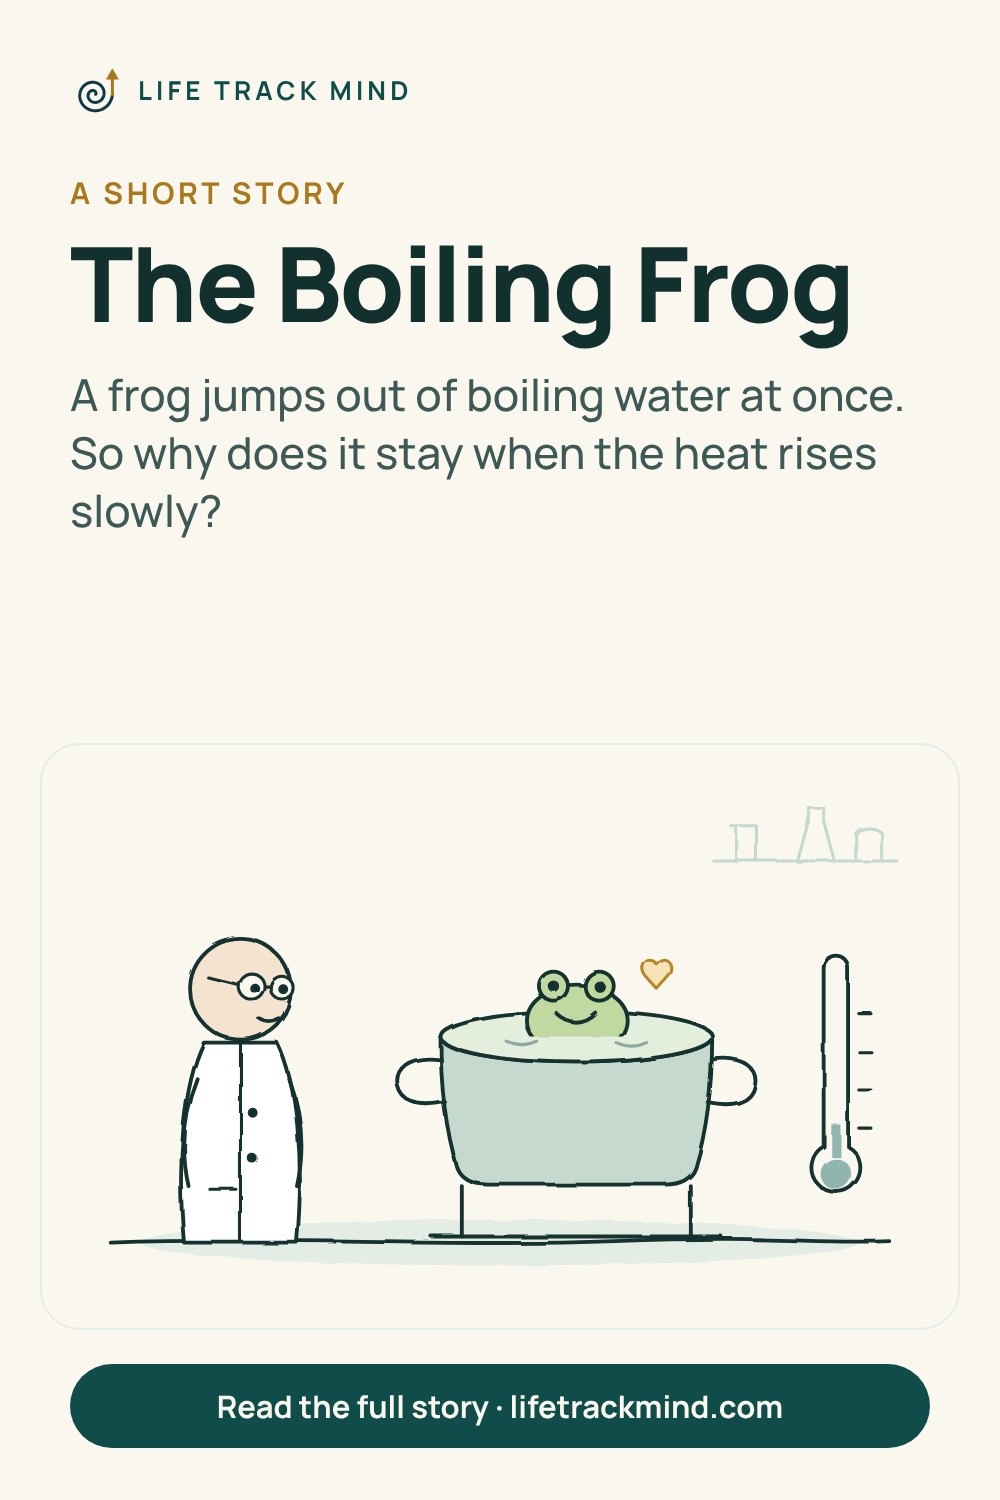 LIFE TRACK MIND
A SHORT STORY
The Boiling Frog
A frog jumps out of boiling water at once.
So why does it stay when the heat rises
slowly?
Read the full story · lifetrackmind.com